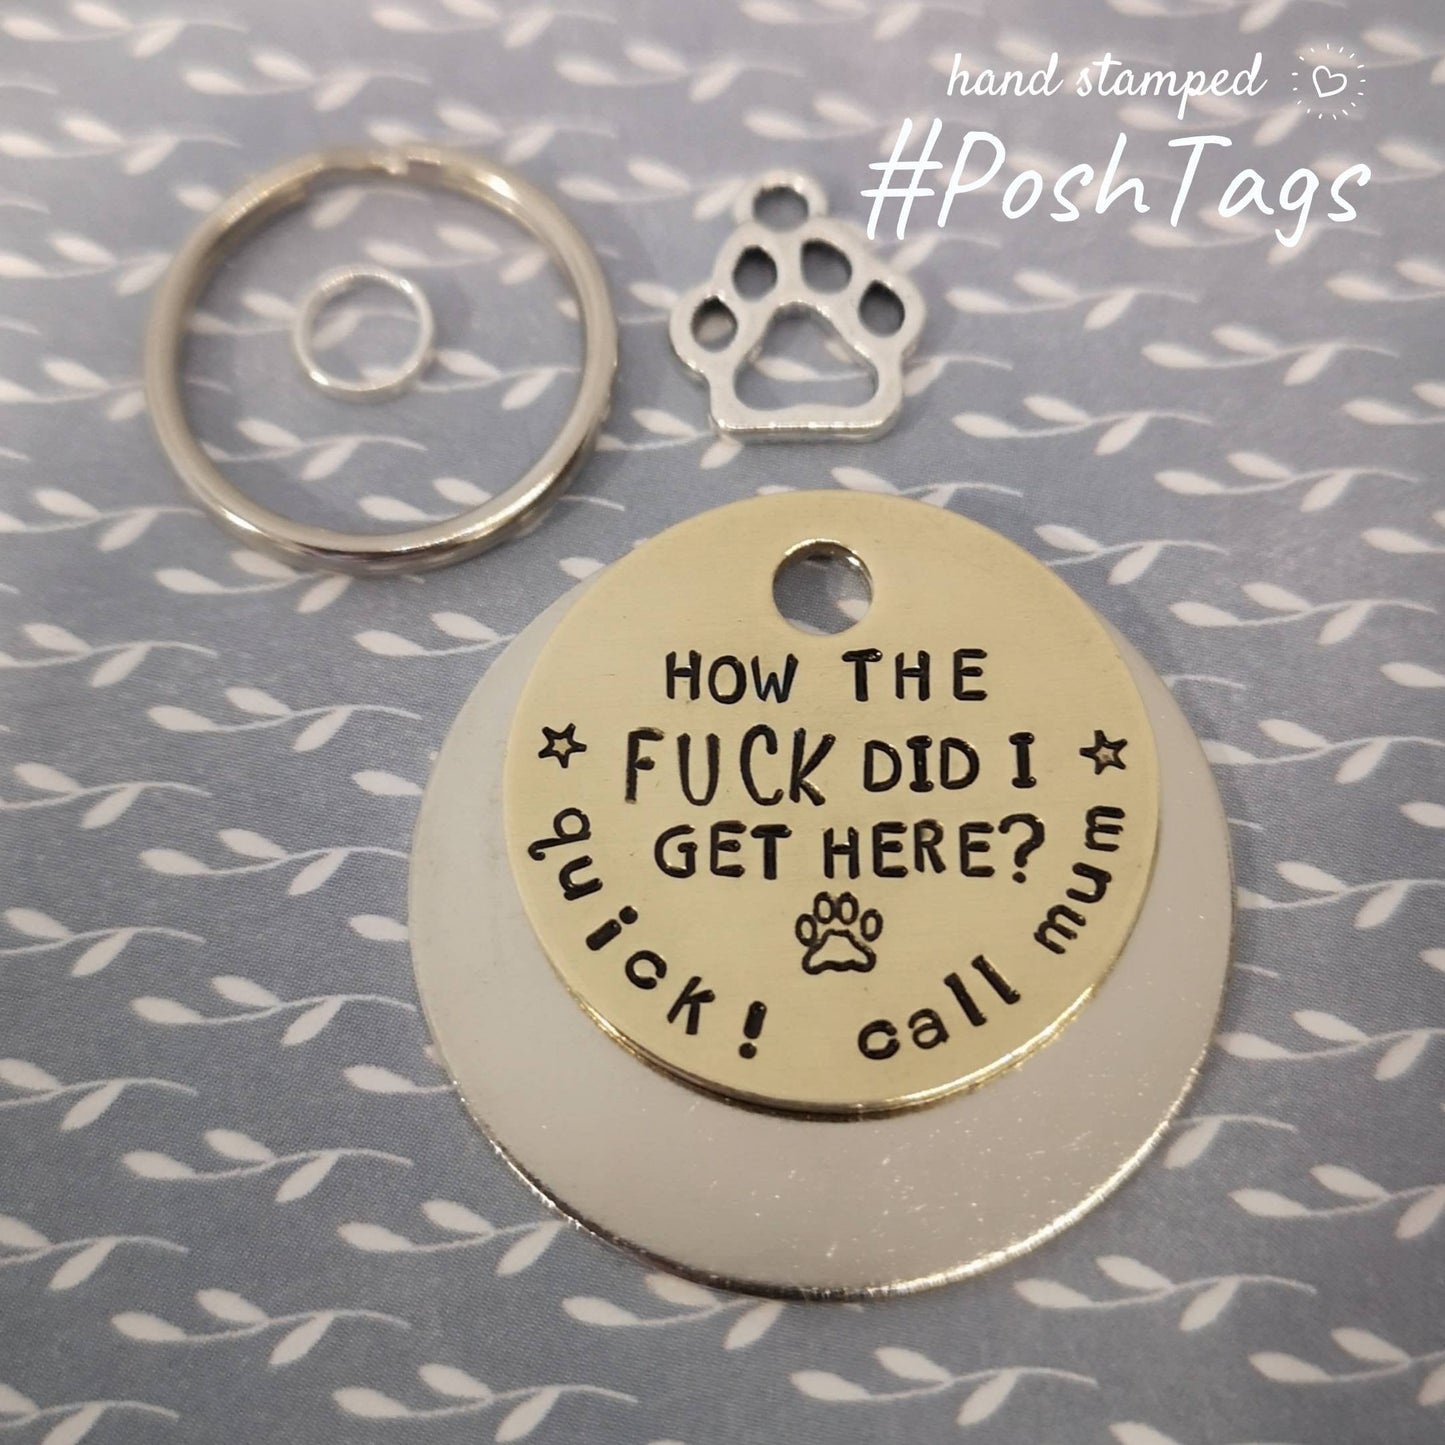 hand stamped
#PoshTags
HOW THE
FUCK DID I
GET HERE?
quick! call mum